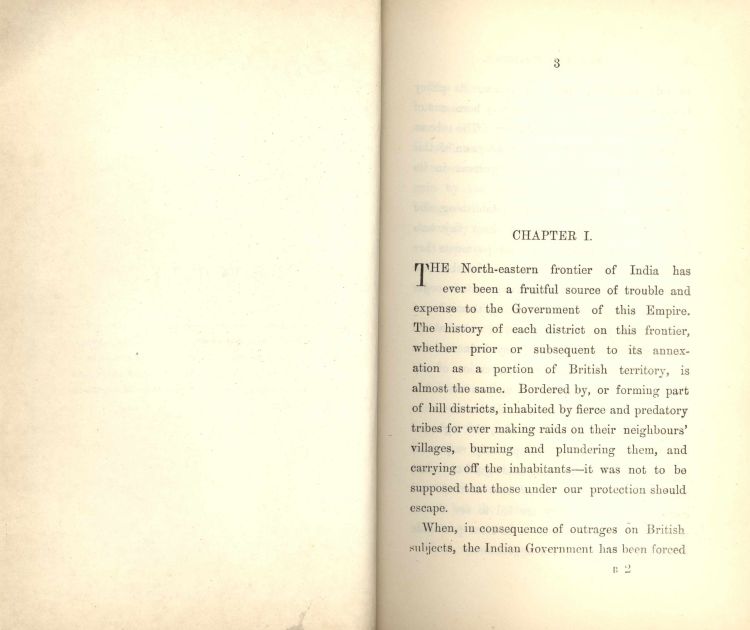 3
CHAPTER I.
THE North-eastern frontier of India has
ever been a fruitful source of trouble and
expense to the Government of this Empire.
The history of each district on this frontier,
whether prior or subsequent to its annex-
ation as a portion of British territory, is
almost the same. Bordered by, or forming part
of hill districts, inhabited by fierce and predatory
tribes for ever making raids on their neighbours'
villages, burning and plundering them, and
carrying off the inhabitants—it was not to be
supposed that those under our protection should
escape.
When, in consequence of outrages on British
subjects, the Indian Government has been forced
B 2